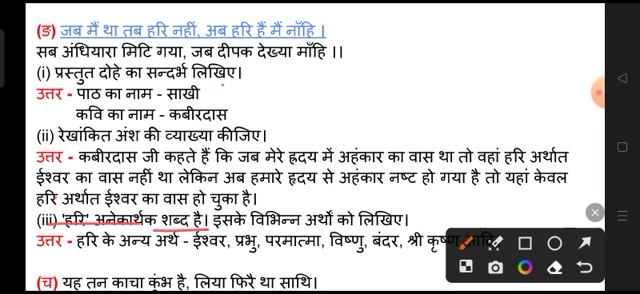 (ङ) जब मैं था तब हरि नहीं, अब हरि हैं मैं नाँहि ।
सब अंधियारा मिटि गया, जब दीपक देख्या माँहि ।।
(i) प्रस्तुत दोहे का सन्दर्भ लिखिए।
उत्तर - पाठ का नाम - साखी
कवि का नाम - कबीरदास
(ii) रेखांकित अंश की व्याख्या कीजिए।
उत्तर - कबीरदास जी कहते हैं कि जब मेरे ह्रदय में अहंकार का वास था तो वहां हरि अर्थात
ईश्वर का वास नहीं था लेकिन अब हमारे हृदय से अहंकार नष्ट हो गया है तो यहां केवल
हरि अर्थात ईश्वर का वास हो चुका है।
(iii) 'हरि' अनेकार्थक शब्द है। इसके विभिन्न अर्थों को लिखिए।
उत्तर - हरि के अन्य अर्थ - ईश्वर, प्रभु, परमात्मा, विष्णु, बंदर, श्री कृष्ण
(च) यह तन काचा कुंभ है, लिया फिरै था साथि।